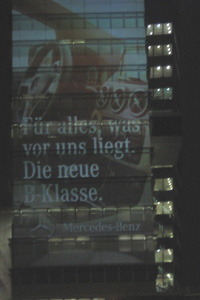 Für alles, was
vor uns liegt.
Die neue
B-Klasse.
Mercedes-Benz